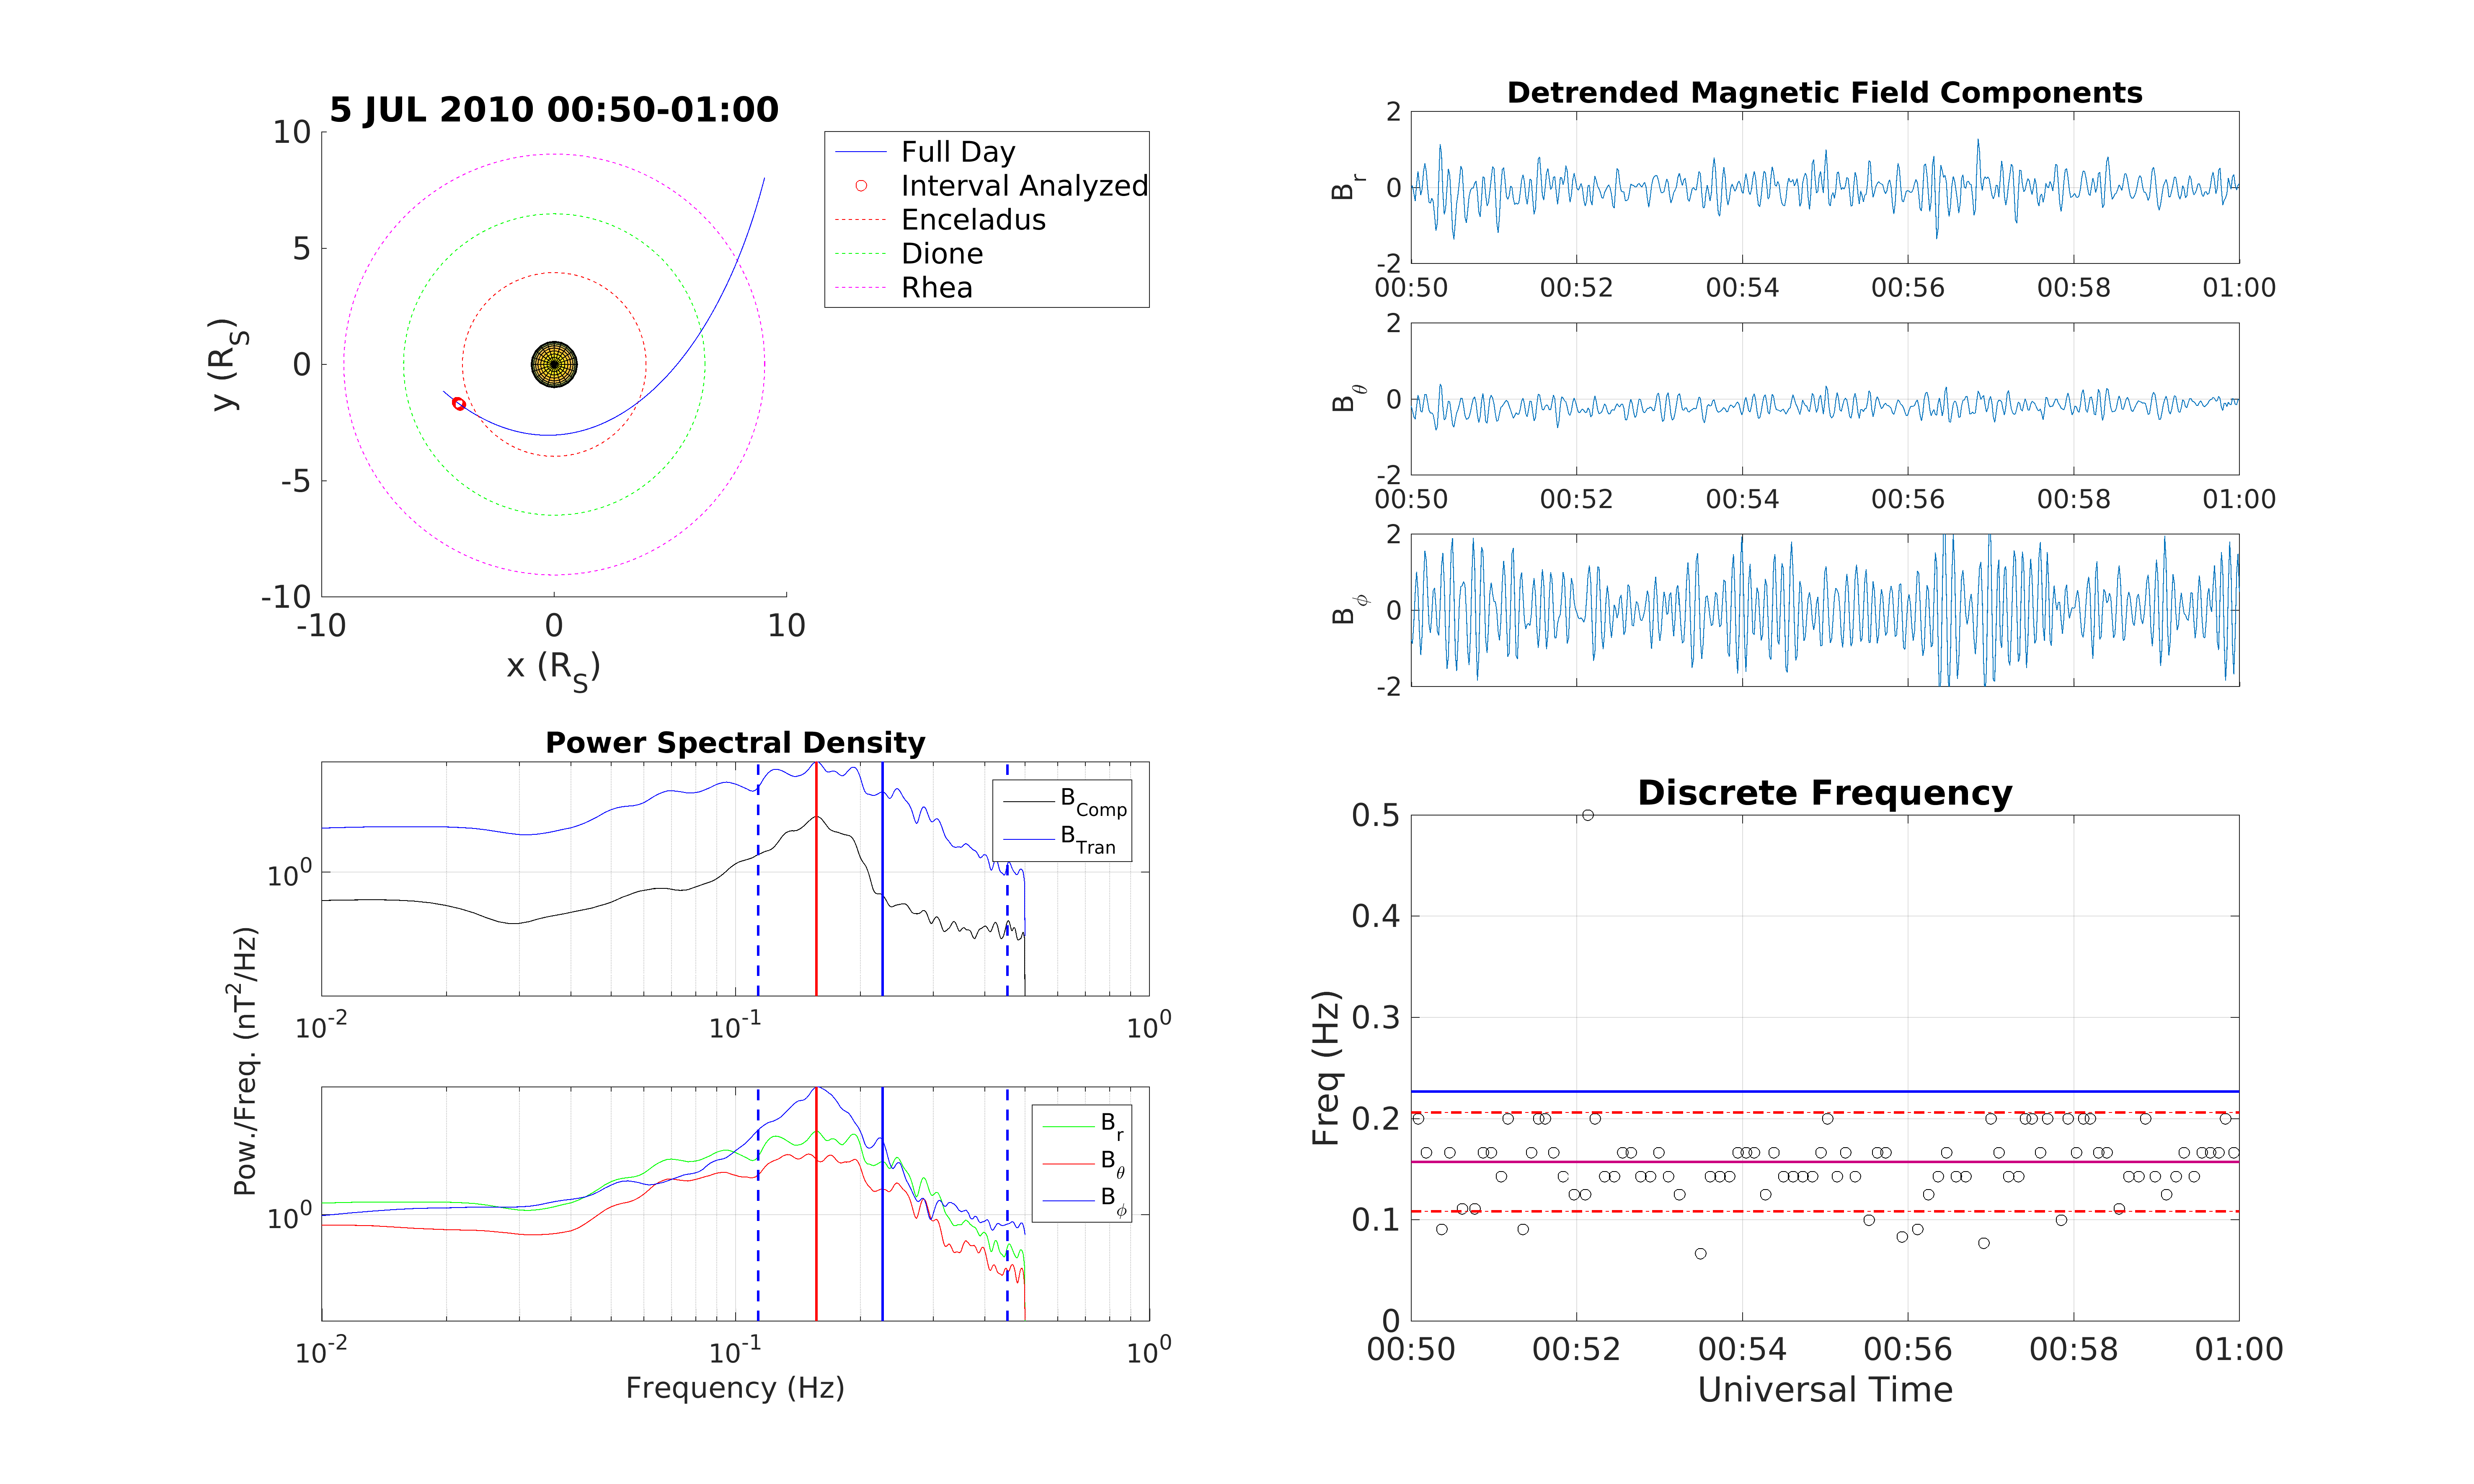 5 JUL 2010 00:50-01:00
10
5
0
-5
-10
-10 0 10
y (R_S)
x (R_S)
Full Day
Interval Analyzed
Enceladus
Dione
Rhea
Detrended Magnetic Field Components
2
0
-2
B_r
00:50 00:52 00:54 00:56 00:58 01:00
2
0
-2
B_θ
00:50 00:52 00:54 00:56 00:58 01:00
2
0
-2
B_ϕ
Power Spectral Density
10^0
B_Comp
B_Tran
10^-2 10^-1 10^0
Pow./Freq. (nT^2/Hz)
10^0
B_r
B_θ
B_ϕ
10^-2 10^-1 10^0
Frequency (Hz)
Discrete Frequency
0.5
0.4
0.3
0.2
0.1
0
Freq (Hz)
00:50 00:52 00:54 00:56 00:58 01:00
Universal Time